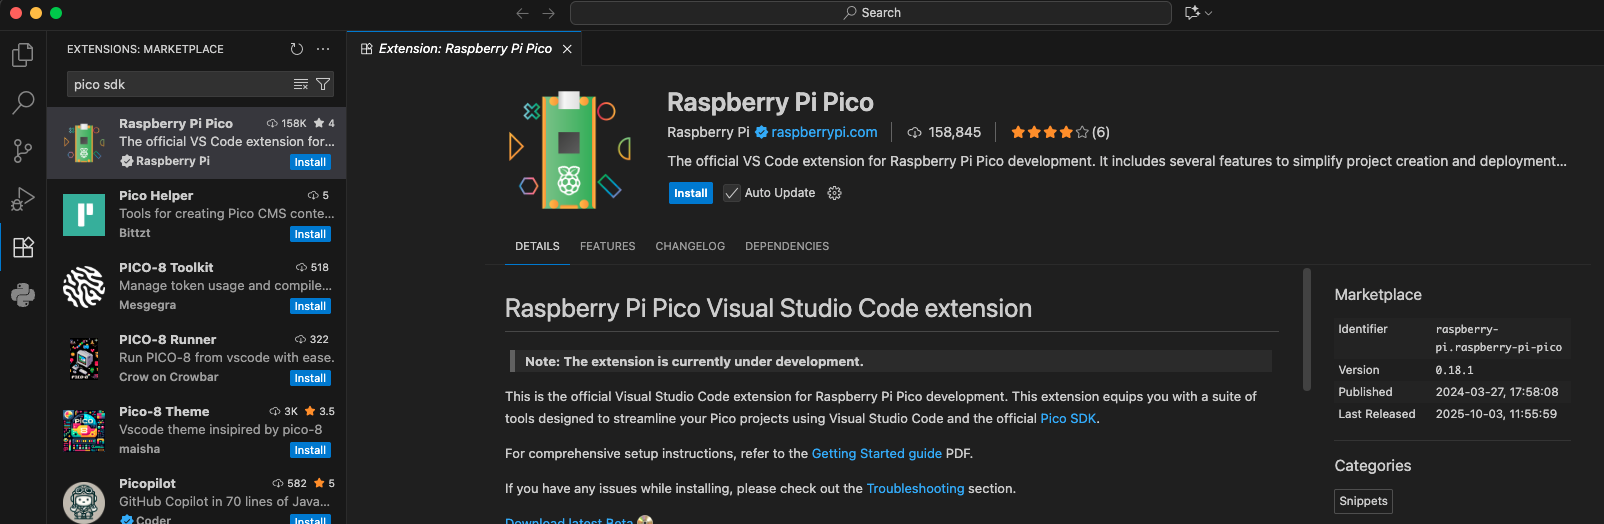 Search
EXTENSIONS: MARKETPLACE
pico sdk
Raspberry Pi Pico 158K 4
The official VS Code extension for...
Raspberry Pi Install
Pico Helper 5
Tools for creating Pico CMS conte...
Bittzt Install
PICO-8 Toolkit 518
Manage token usage and compile...
Mesgegra Install
PICO-8 Runner 322
Run PICO-8 from vscode with ease.
Crow on Crowbar Install
Pico-8 Theme 3K 3.5
Vscode theme insipired by pico-8
maisha Install
Picopilot 582 5
GitHub Copilot in 70 lines of Java...
Coder Install
Extension: Raspberry Pi Pico
Raspberry Pi Pico
Raspberry Pi raspberrypi.com 158,845 (6)
The official VS Code extension for Raspberry Pi Pico development. It includes several features to simplify project creation and deployment...
Install Auto Update
DETAILS FEATURES CHANGELOG DEPENDENCIES
Raspberry Pi Pico Visual Studio Code extension
Note: The extension is currently under development.
This is the official Visual Studio Code extension for Raspberry Pi Pico development. This extension equips you with a suite of
tools designed to streamline your Pico projects using Visual Studio Code and the official Pico SDK.
For comprehensive setup instructions, refer to the Getting Started guide PDF.
If you have any issues while installing, please check out the Troubleshooting section.
Download latest Beta
Marketplace
Identifier raspberry-
pi.raspberry-pi-pico
Version 0.18.1
Published 2024-03-27, 17:58:08
Last Released 2025-10-03, 11:55:59
Categories
Snippets